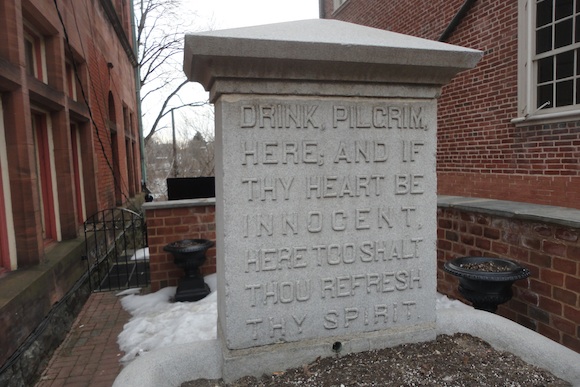 DRINK, PILGRIM,
HERE; AND IF
THY HEART BE
INNOCENT,
HERE TOO SHALT
THOU REFRESH
THY SPIRIT.